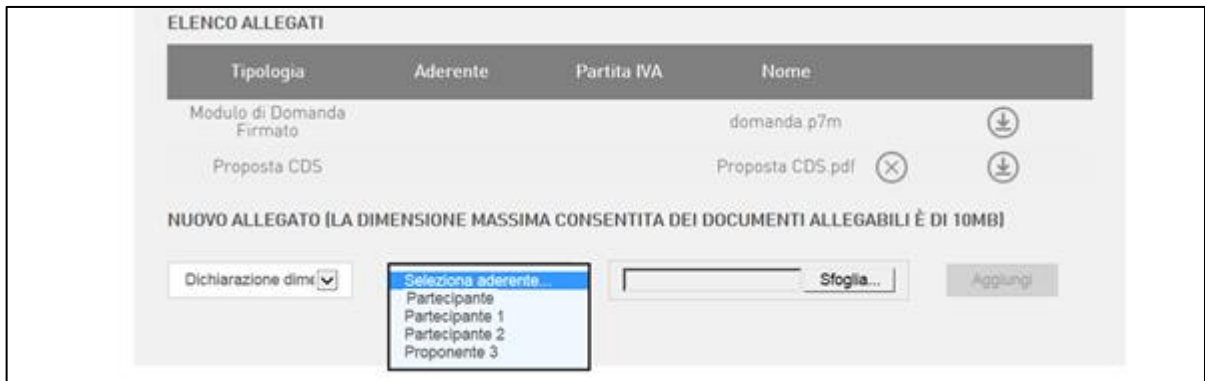 ELENCO ALLEGATI
Tipologia Aderente Partita IVA Nome
Modulo di Domanda
Firmato
domanda.p7m
Proposta CDS Proposta CDS.pdf
NUOVO ALLEGATO (LA DIMENSIONE MASSIMA CONSENTITA DEI DOCUMENTI ALLEGABILI È DI 10MB)
Dichiarazione dime Seleziona aderente... Sfoglia... Aggiungi
Partecipante
Partecipante 1
Partecipante 2
Proponente 3